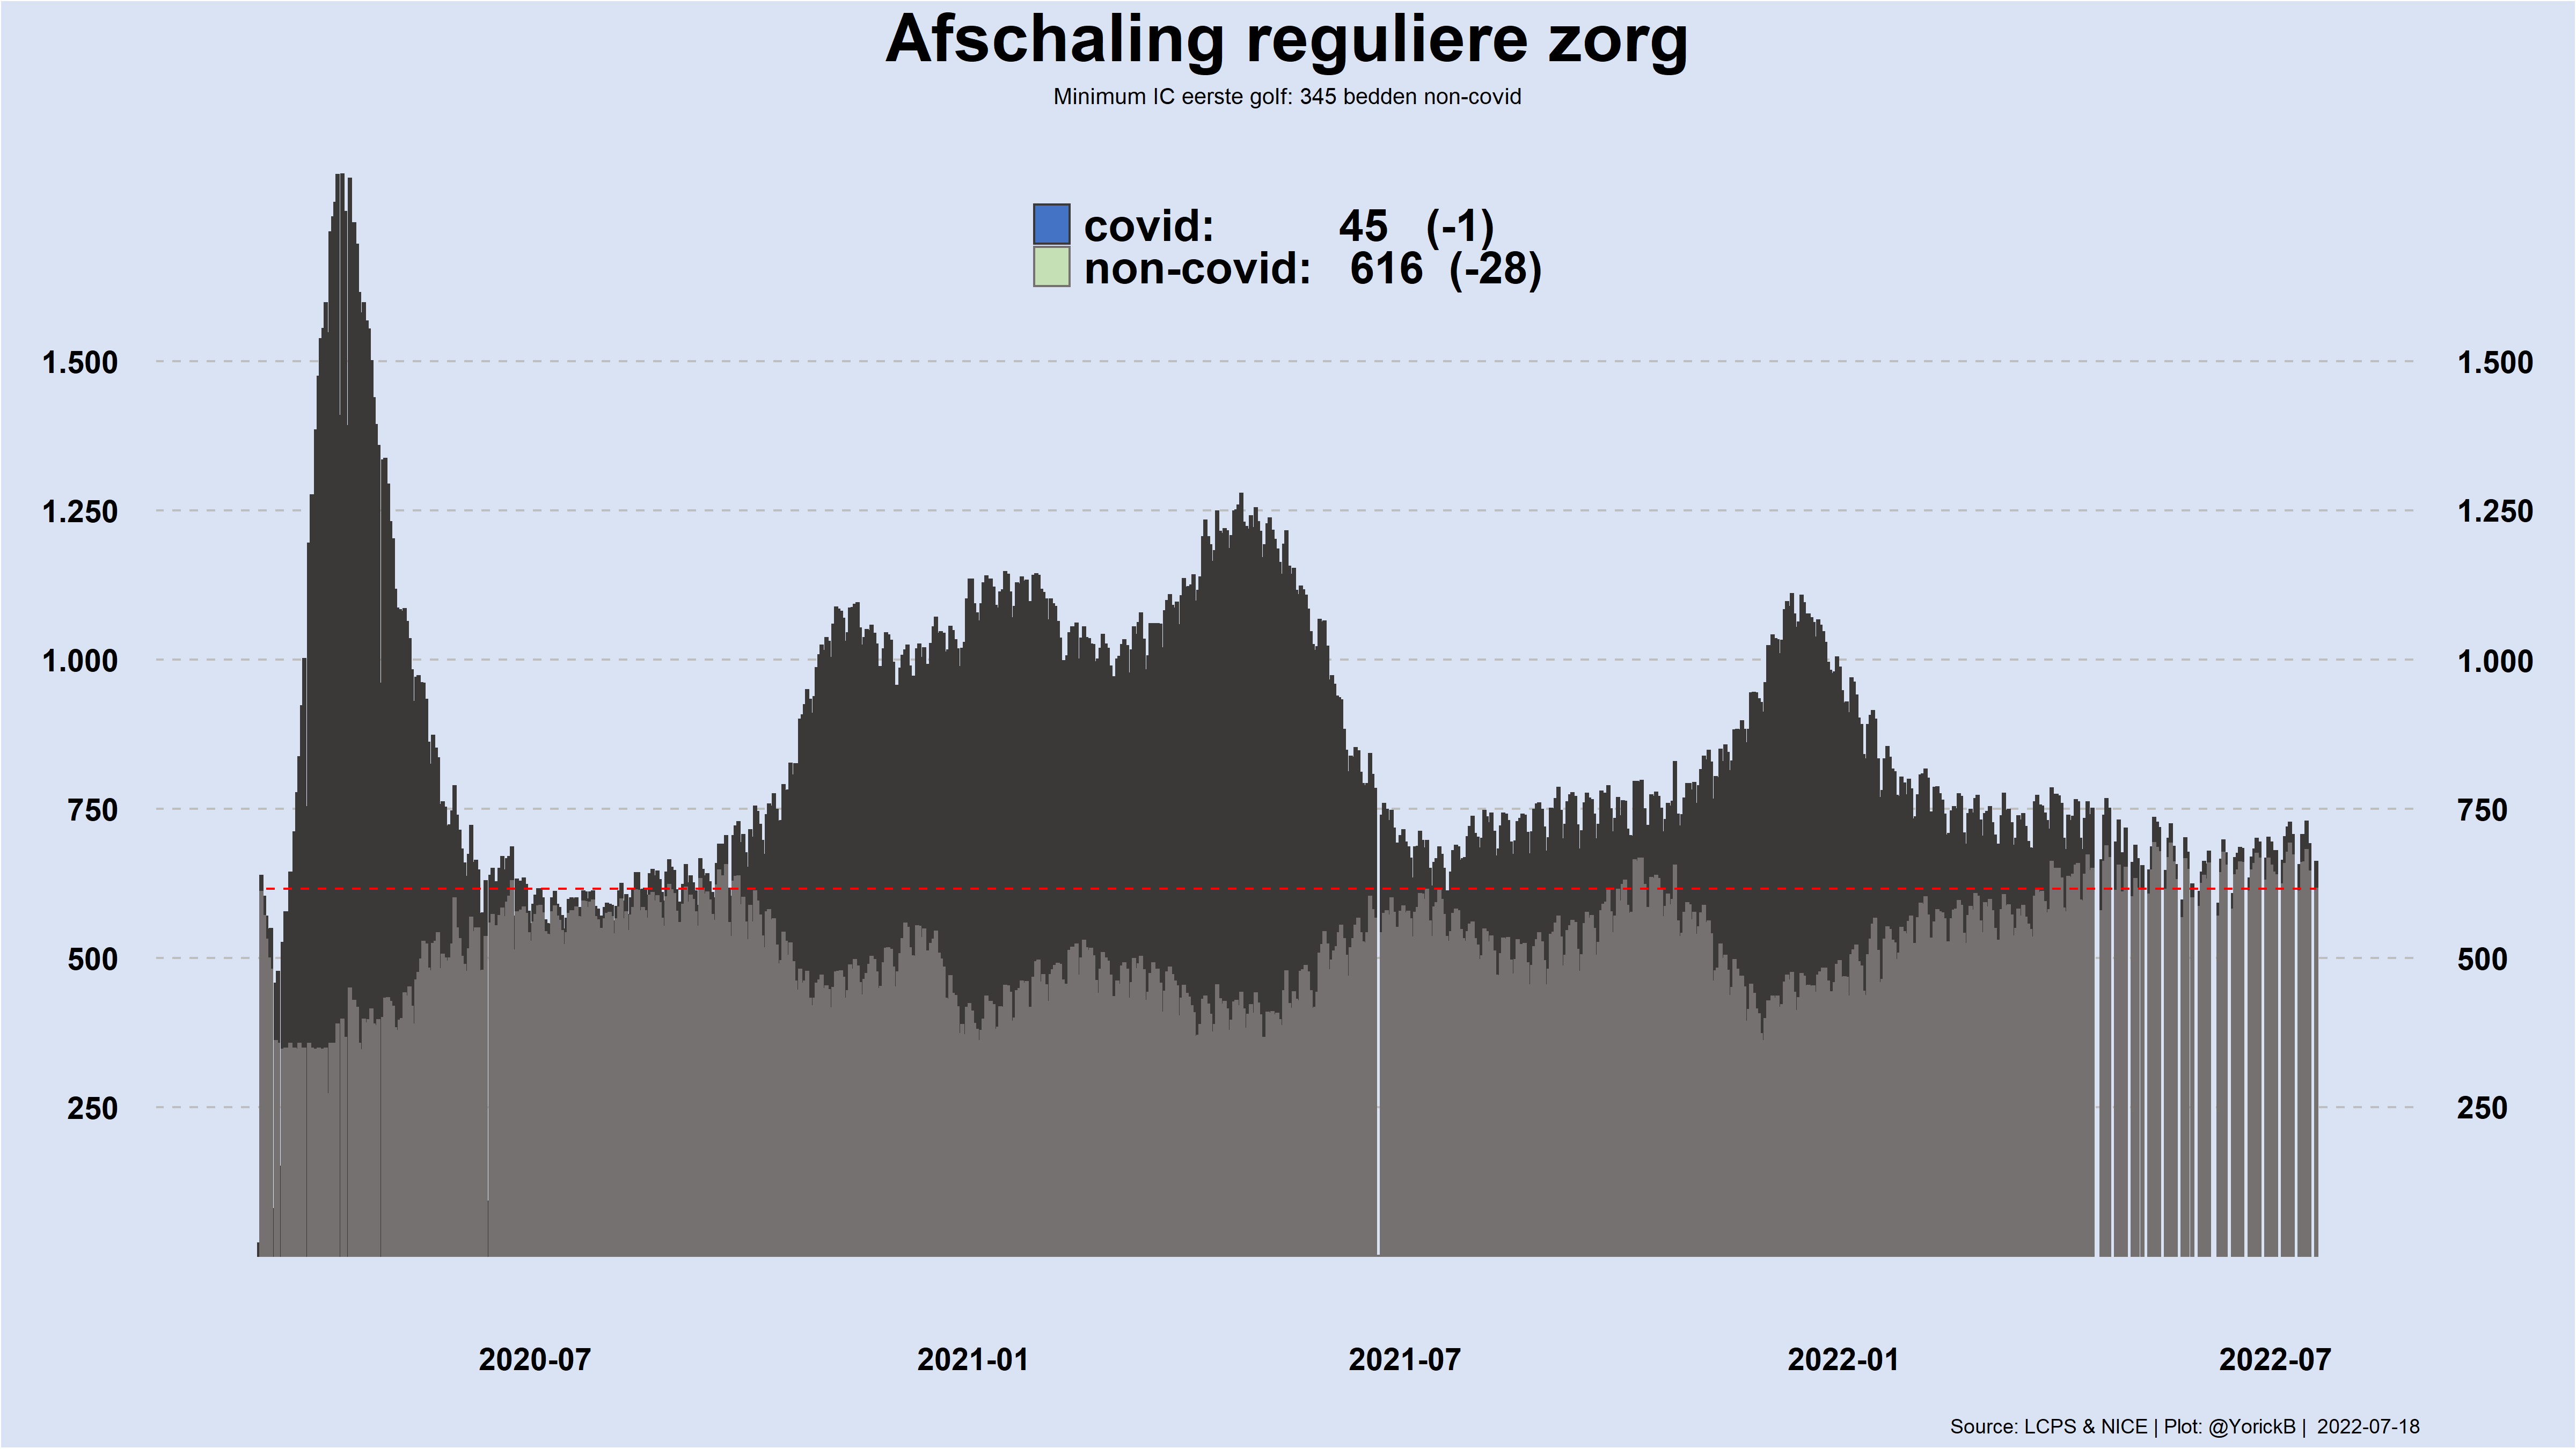 Afschaling reguliere zorg
Minimum IC eerste golf: 345 bedden non-covid
covid: 45 (-1)
non-covid: 616 (-28)
1.500 1.500
1.250 1.250
1.000 1.000
750 750
500 500
250 250
2020-07 2021-01 2021-07 2022-01 2022-07
Source: LCPS & NICE | Plot: @YorickB | 2022-07-18